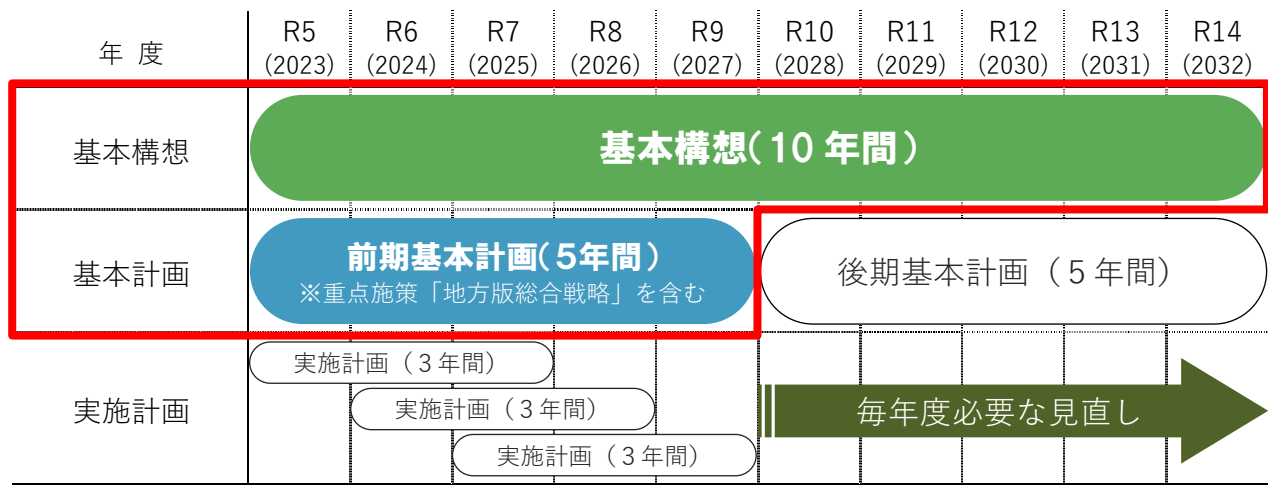 年 度
R5 R6 R7 R8 R9 R10 R11 R12 R13 R14
(2023) (2024) (2025) (2026) (2027) (2028) (2029) (2030) (2031) (2032)
基本構想
基本構想(10年間)
基本計画
前期基本計画(5年間)
※重点施策「地方版総合戦略」を含む
後期基本計画(5年間)
実施計画
実施計画(3年間)
実施計画(3年間)
実施計画(3年間)
毎年度必要な見直し